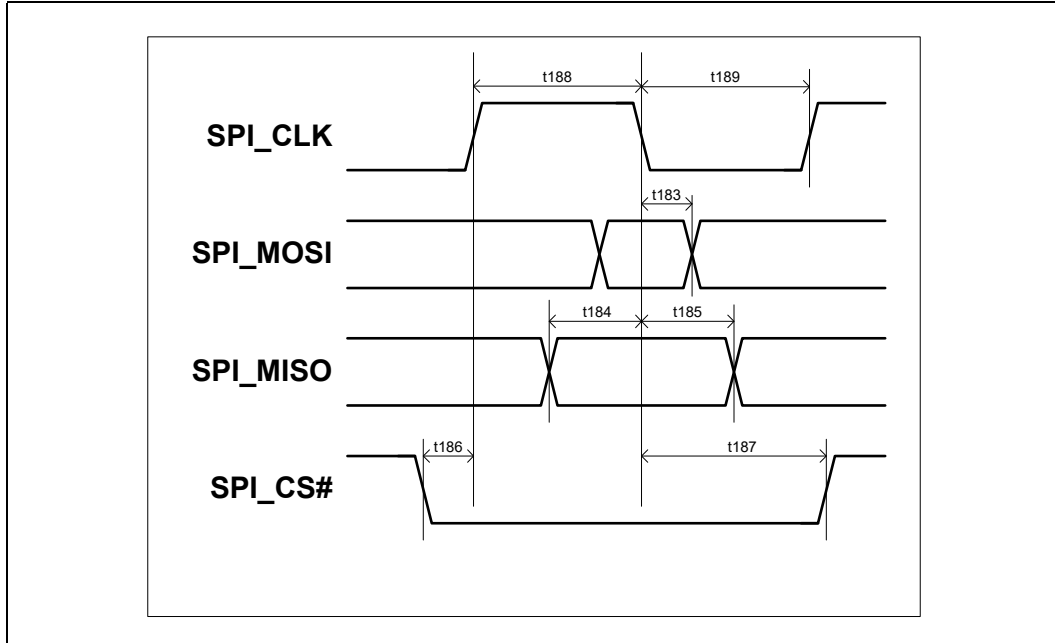 t188
t189
SPI_CLK
t183
SPI_MOSI
t184
t185
SPI_MISO
t186
t187
SPI_CS#